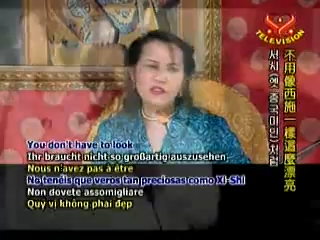 TELEVISION
不用像西施一樣這麼漂亮
서시(옛 중국미인)처럼
You don't have to look
Ihr braucht nicht so großartig auszusehen
Nous n'avez pas à être
No tenéis que veros tan preciosas como Xi-Shi
Non dovete assomigliare
Quý vị không phải đẹp